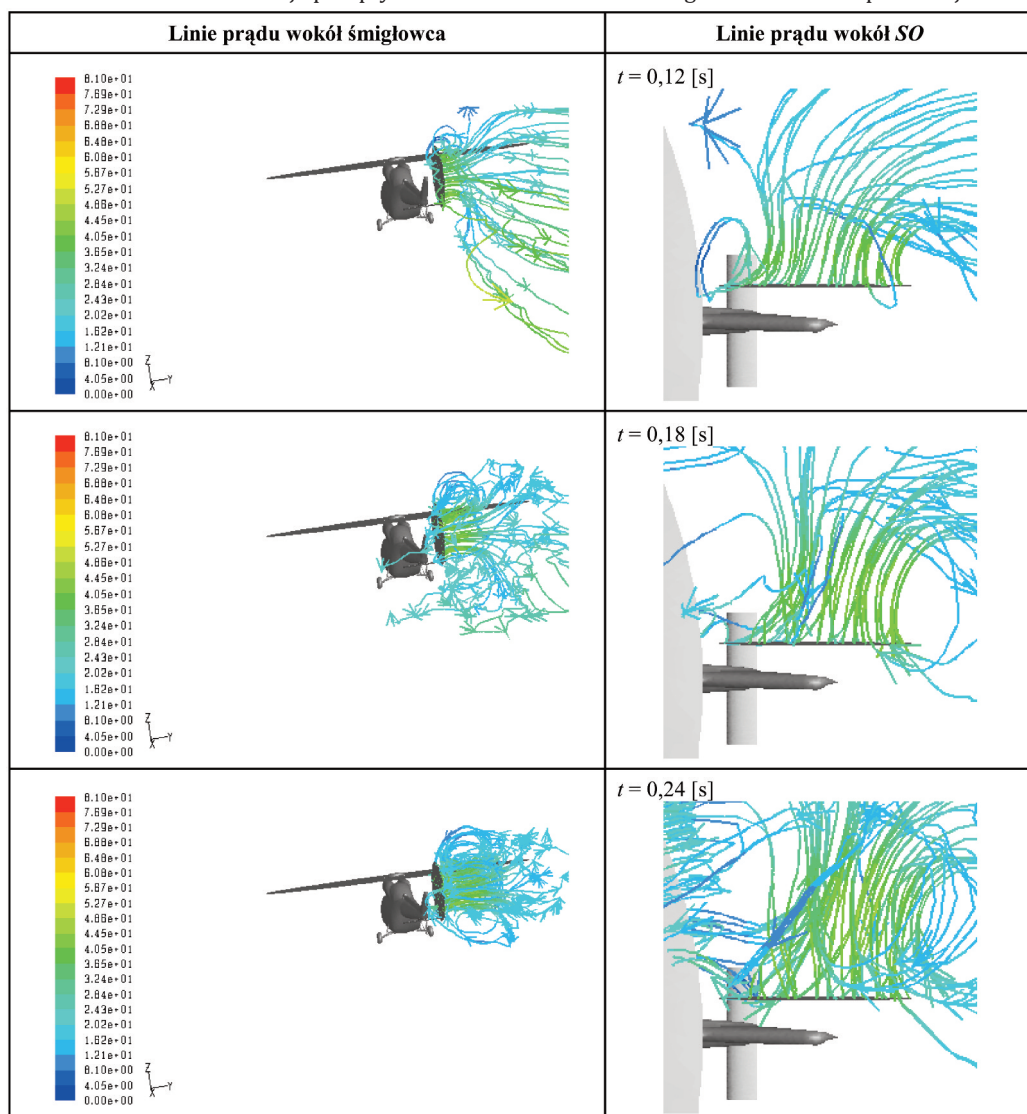 Linie prądu wokół śmigłowca
Linie prądu wokół SO
8.10e+01
7.69e+01
7.29e+01
6.88e+01
6.48e+01
6.08e+01
5.67e+01
5.27e+01
4.86e+01
4.45e+01
4.05e+01
3.65e+01
3.24e+01
2.84e+01
2.43e+01
2.02e+01
1.62e+01
1.21e+01
8.10e+00
4.05e+00
0.00e+00
Z
Y
X
t = 0,12 [s]
8.10e+01
7.69e+01
7.29e+01
6.88e+01
6.48e+01
6.08e+01
5.67e+01
5.27e+01
4.86e+01
4.45e+01
4.05e+01
3.65e+01
3.24e+01
2.84e+01
2.43e+01
2.02e+01
1.62e+01
1.21e+01
8.10e+00
4.05e+00
0.00e+00
Z
Y
X
t = 0,18 [s]
8.10e+01
7.69e+01
7.29e+01
6.88e+01
6.48e+01
6.08e+01
5.67e+01
5.27e+01
4.86e+01
4.45e+01
4.05e+01
3.65e+01
3.24e+01
2.84e+01
2.43e+01
2.02e+01
1.62e+01
1.21e+01
8.10e+00
4.05e+00
0.00e+00
Z
Y
X
t = 0,24 [s]